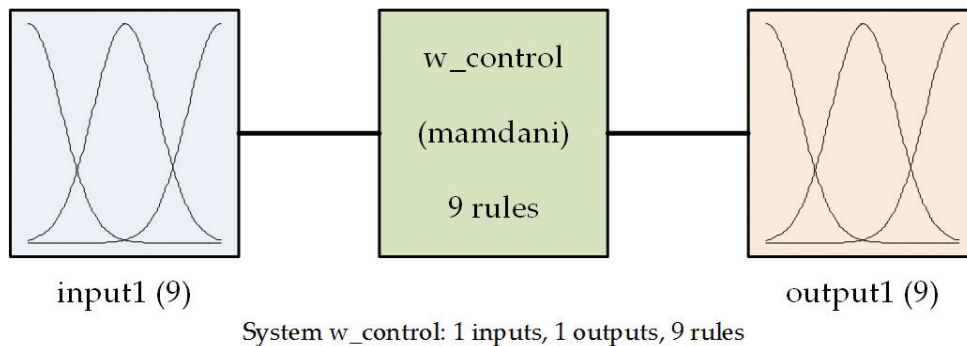 w_control
(mamdani)
9 rules
input1 (9)
output1 (9)
System w_control: 1 inputs, 1 outputs, 9 rules